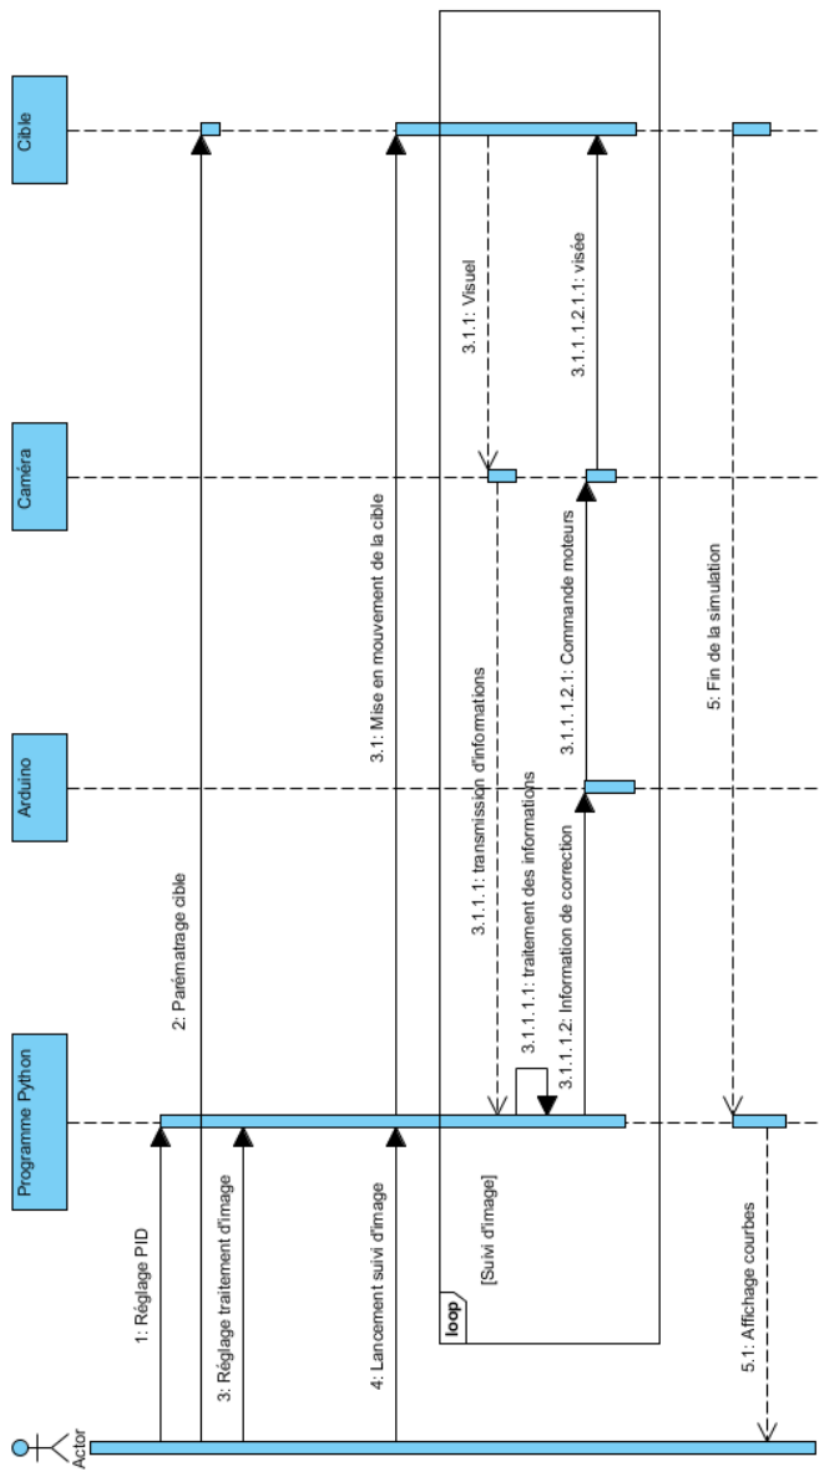 Actor
Programme Python
Arduino
Caméra
Cible
1: Réglage PID
2: Parématrage cible
3: Réglage traitement d'image
4: Lancement suivi d'image
3.1: Mise en mouvement de la cible
loop
[Suivi d'image]
3.1.1: Visuel
3.1.1.1: transmission d'informations
3.1.1.1.1: traitement des informations
3.1.1.1.2: Information de correction
3.1.1.1.2.1: Commande moteurs
3.1.1.1.2.1.1: visée
5: Fin de la simulation
5.1: Affichage courbes